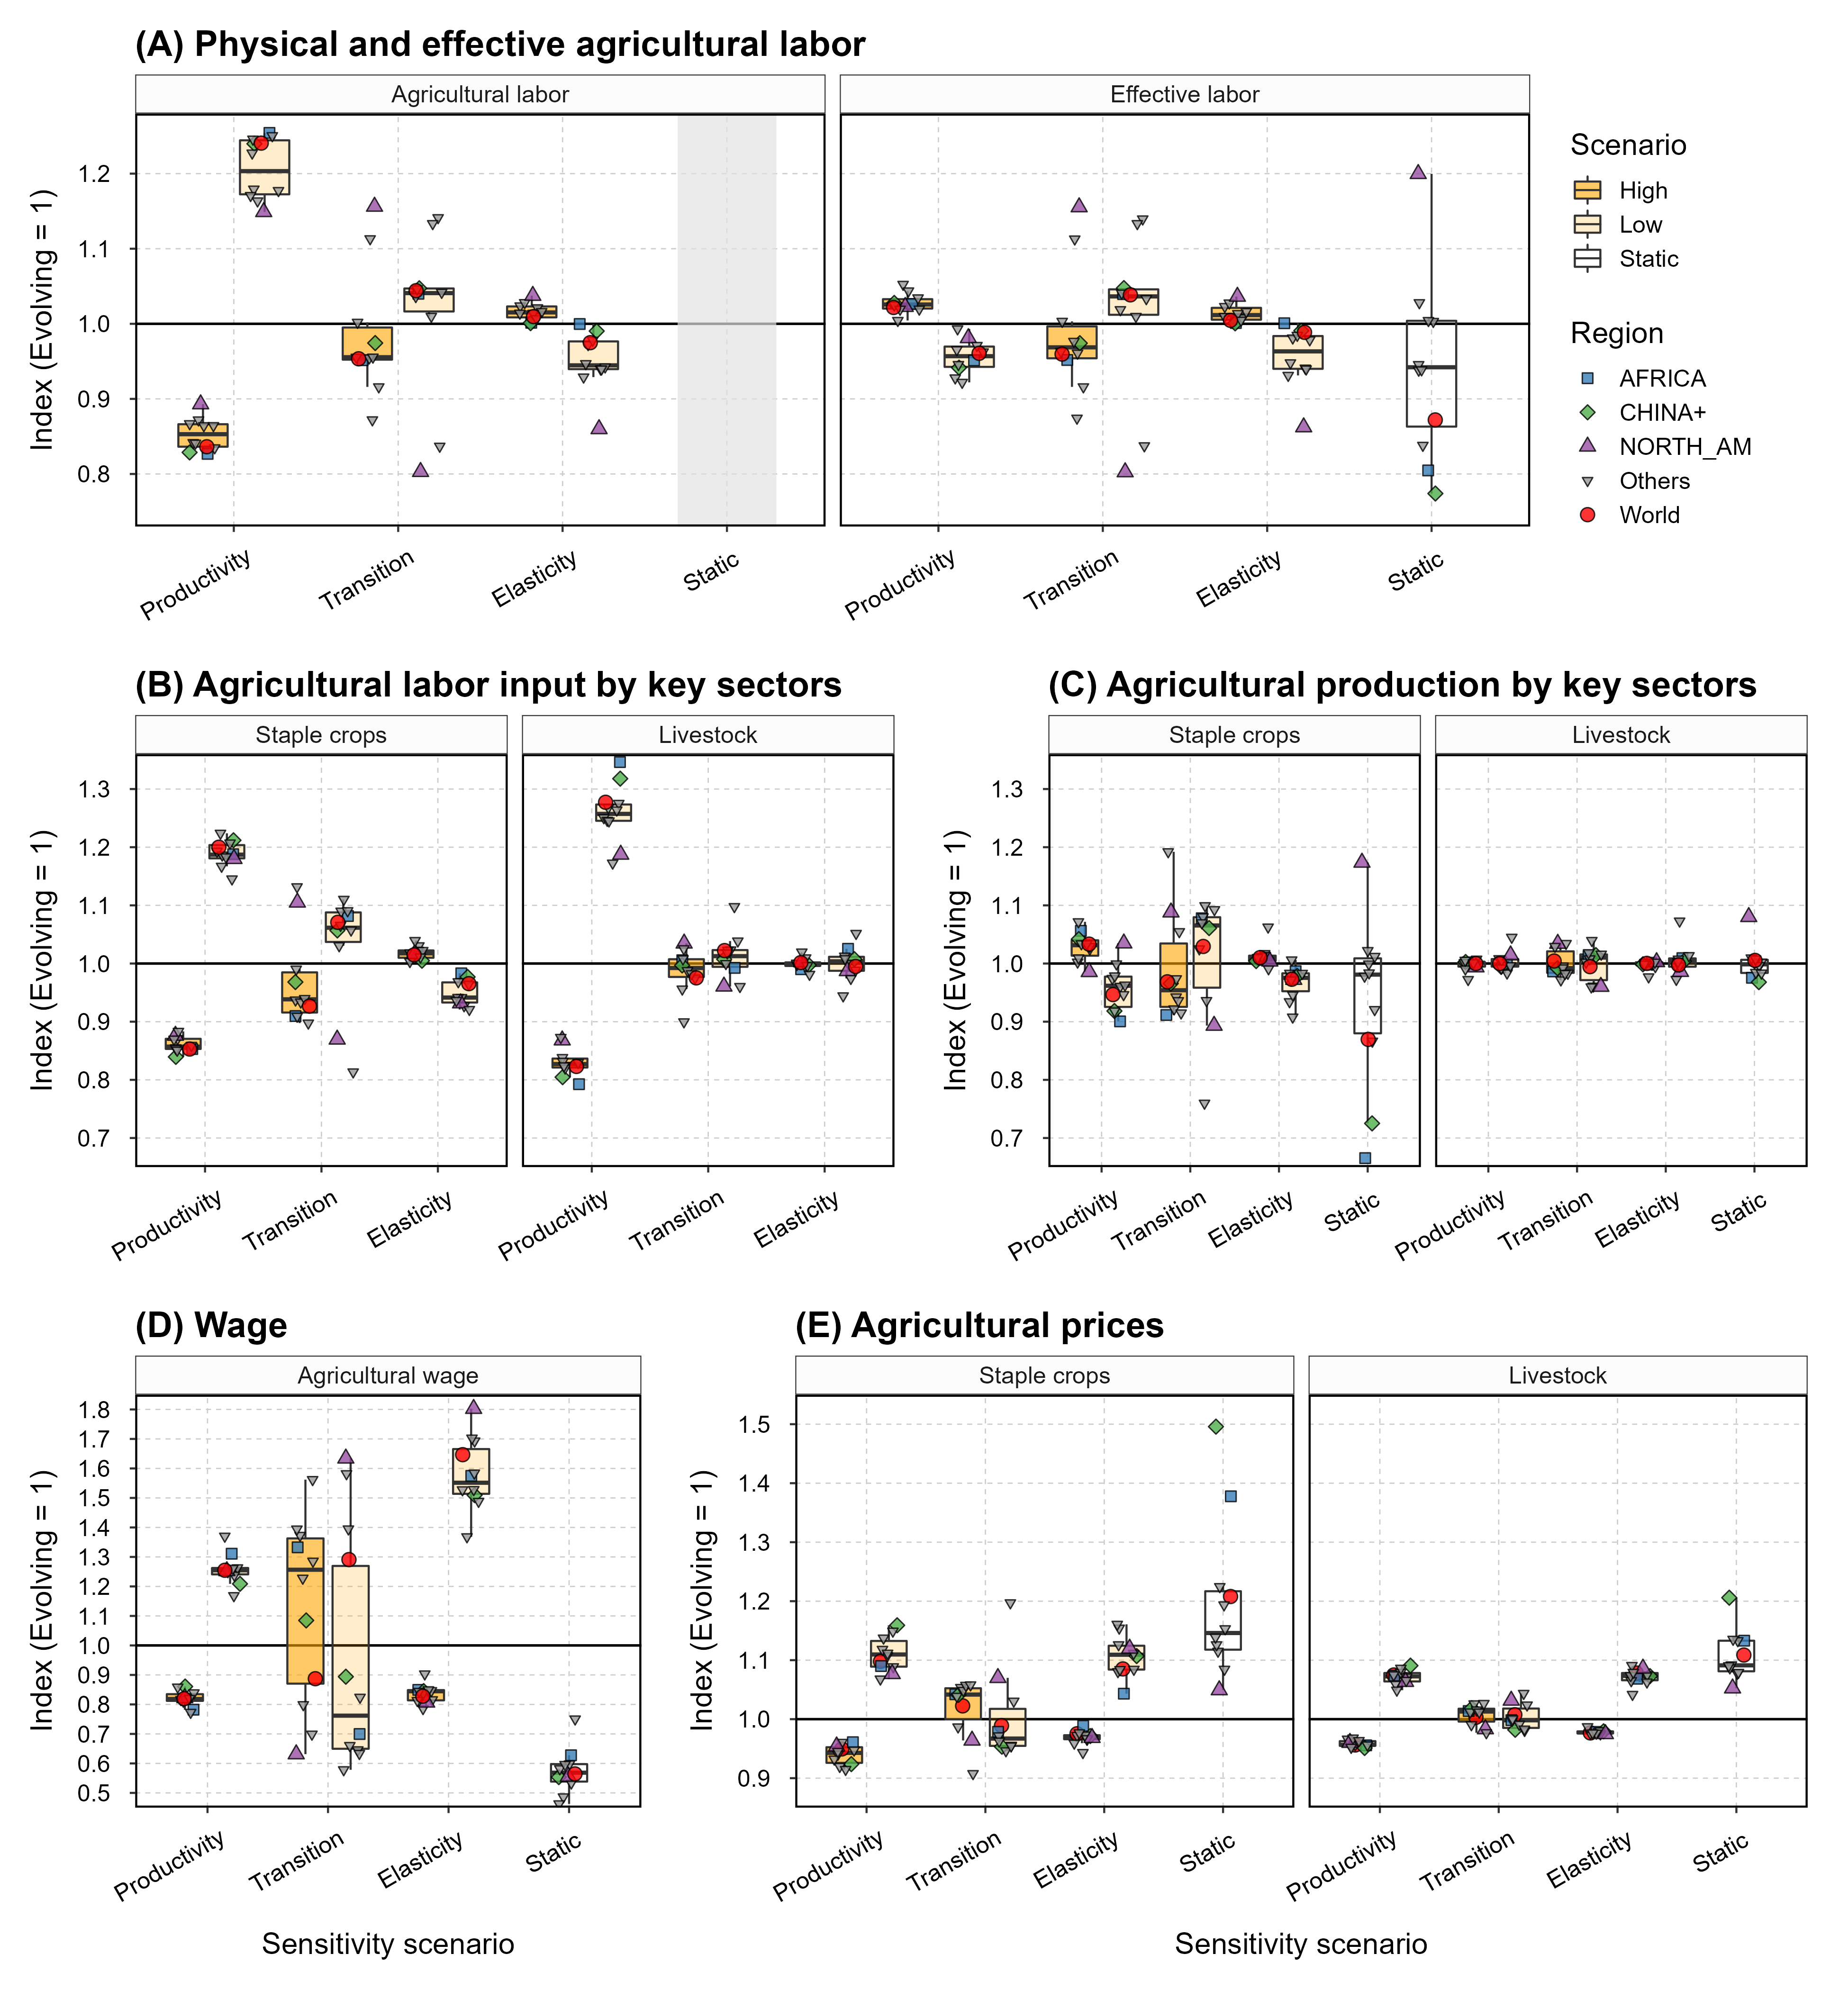 (A) Physical and effective agricultural labor
Agricultural labor
Effective labor
Index (Evolving = 1)
1.2
1.1
1.0
0.9
0.8
Productivity
Transition
Elasticity
Static
Productivity
Transition
Elasticity
Static
Scenario
High
Low
Static
Region
AFRICA
CHINA+
NORTH_AM
Others
World
(B) Agricultural labor input by key sectors
Staple crops
Livestock
Index (Evolving = 1)
1.3
1.2
1.1
1.0
0.9
0.8
0.7
Productivity
Transition
Elasticity
Productivity
Transition
Elasticity
(C) Agricultural production by key sectors
Staple crops
Livestock
Index (Evolving = 1)
1.3
1.2
1.1
1.0
0.9
0.8
0.7
Productivity
Transition
Elasticity
Static
Productivity
Transition
Elasticity
Static
(D) Wage
Agricultural wage
Index (Evolving = 1)
1.8
1.7
1.6
1.5
1.4
1.3
1.2
1.1
1.0
0.9
0.8
0.7
0.6
0.5
Productivity
Transition
Elasticity
Static
Sensitivity scenario
(E) Agricultural prices
Staple crops
Livestock
Index (Evolving = 1)
1.5
1.4
1.3
1.2
1.1
1.0
0.9
Productivity
Transition
Elasticity
Static
Productivity
Transition
Elasticity
Static
Sensitivity scenario